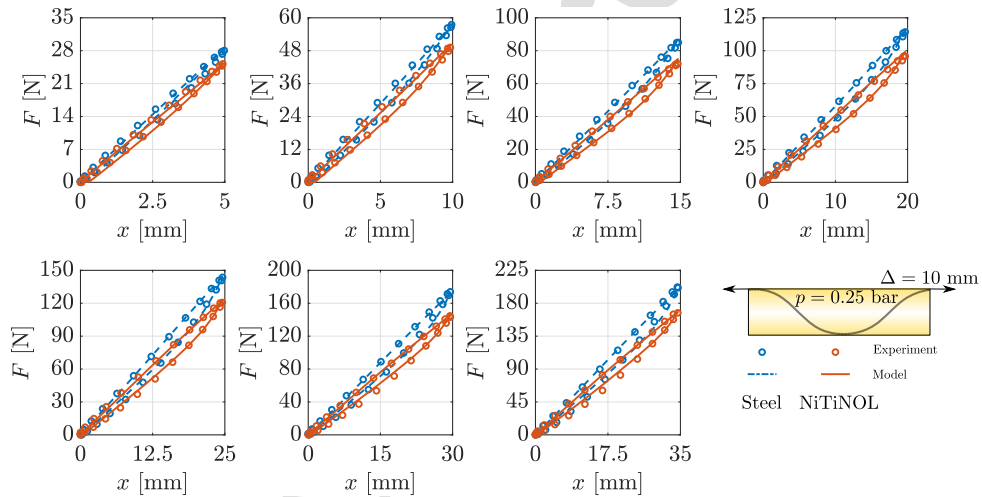 35
28
21
14
7
0
F [N]
0 2.5 5
x [mm]
60
48
36
24
12
0
F [N]
0 5 10
x [mm]
100
80
60
40
20
0
F [N]
0 7.5 15
x [mm]
125
100
75
50
25
0
F [N]
0 10 20
x [mm]
150
120
90
60
30
0
F [N]
0 12.5 25
x [mm]
200
160
120
80
40
0
F [N]
0 15 30
x [mm]
225
180
135
90
45
0
F [N]
0 17.5 35
x [mm]
Δ = 10 mm
p = 0.25 bar
Experiment
Model
Steel NiTiNOL